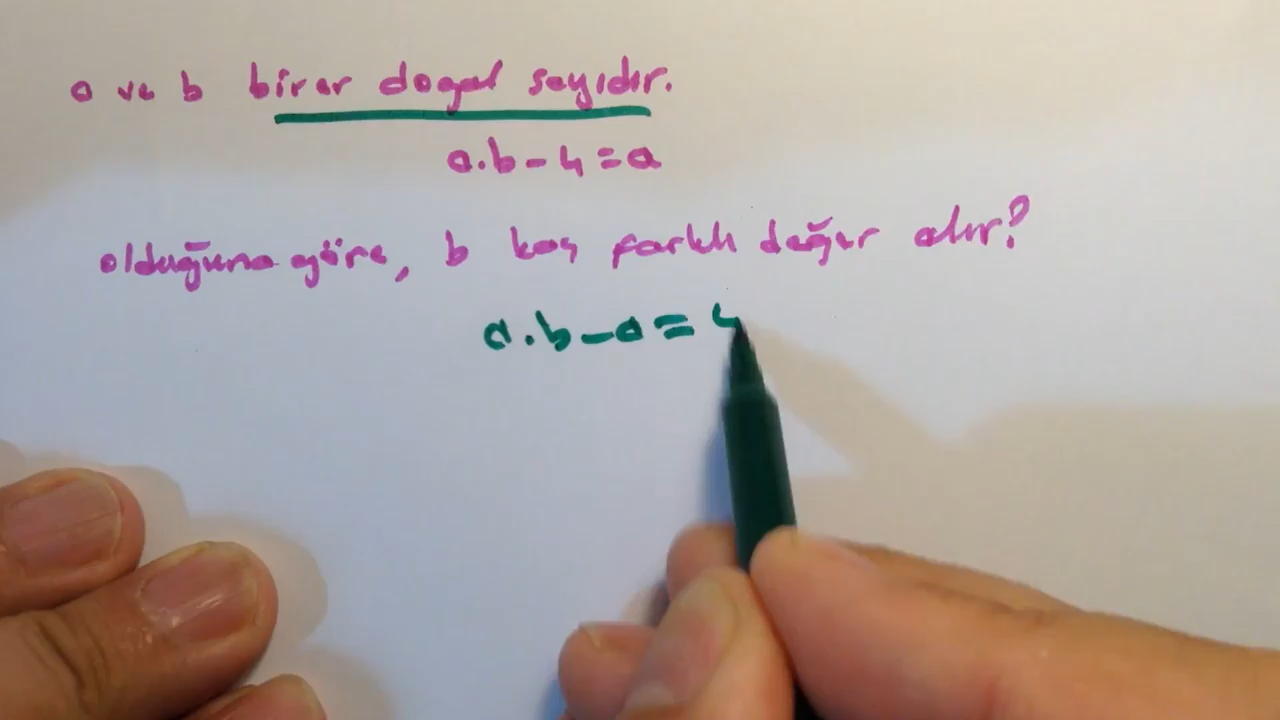 a ve b birer doğal sayıdır.
a.b-4=a
olduğuna göre, b kaç farklı değer alır?
a.b-a=4